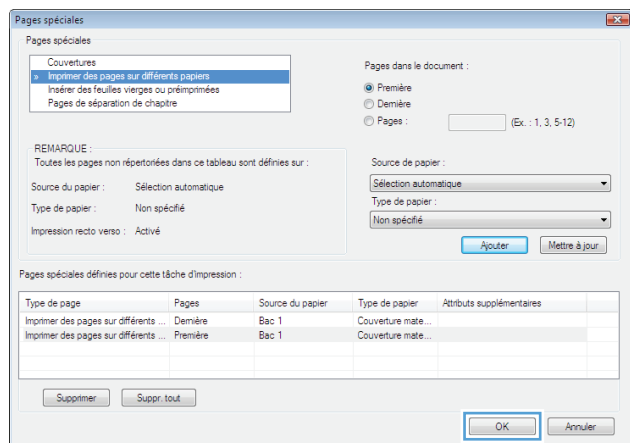 Pages spéciales
Pages spéciales
Couvertures
» Imprimer des pages sur différents papiers
Insérer des feuilles vierges ou préimprimées
Pages de séparation de chapitre
Pages dans le document :
Première
Dernière
Pages : (Ex. : 1, 3, 5-12)
REMARQUE :
Toutes les pages non répertoriées dans ce tableau sont définies sur :
Source du papier : Sélection automatique
Type de papier : Non spécifié
Impression recto verso : Activé
Source de papier :
Sélection automatique
Type de papier :
Non spécifié
Ajouter Mettre à jour
Pages spéciales définies pour cette tâche d'impression :
Type de page Pages Source du papier Type de papier Attributs supplémentaires
Imprimer des pages sur différents ... Dernière Bac 1 Couverture mate...
Imprimer des pages sur différents ... Première Bac 1 Couverture mate...
Supprimer Suppr. tout
OK Annuler